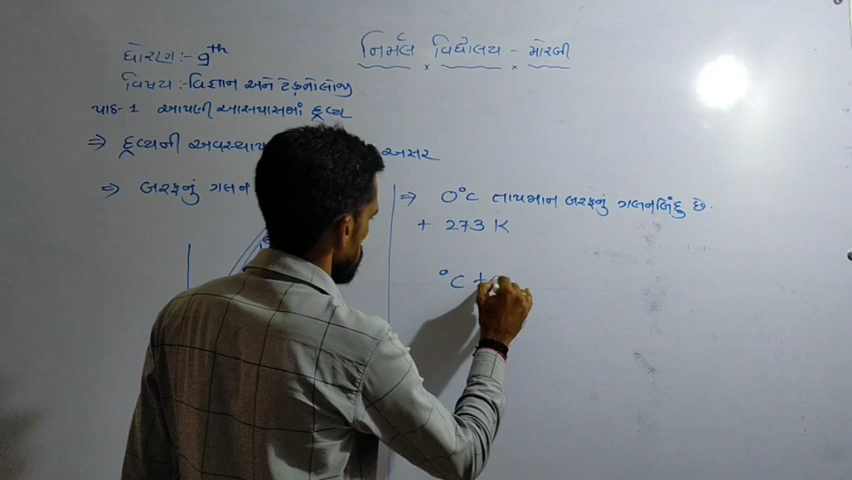 નિર્મલ વિદ્યાલય - મોરબી
ધોરણ :- 9th
વિષય :- વિજ્ઞાન અને ટેકનોલોજી
પાઠ- 1 આપણી આસપાસમાં દ્રવ્ય
⇒ દ્રવ્યની અસર
⇒ બરફનું ગલન
⇒ 0°C તાપમાન બરફનું ગલનબિંદુ છે.
+ 273 K
°C +